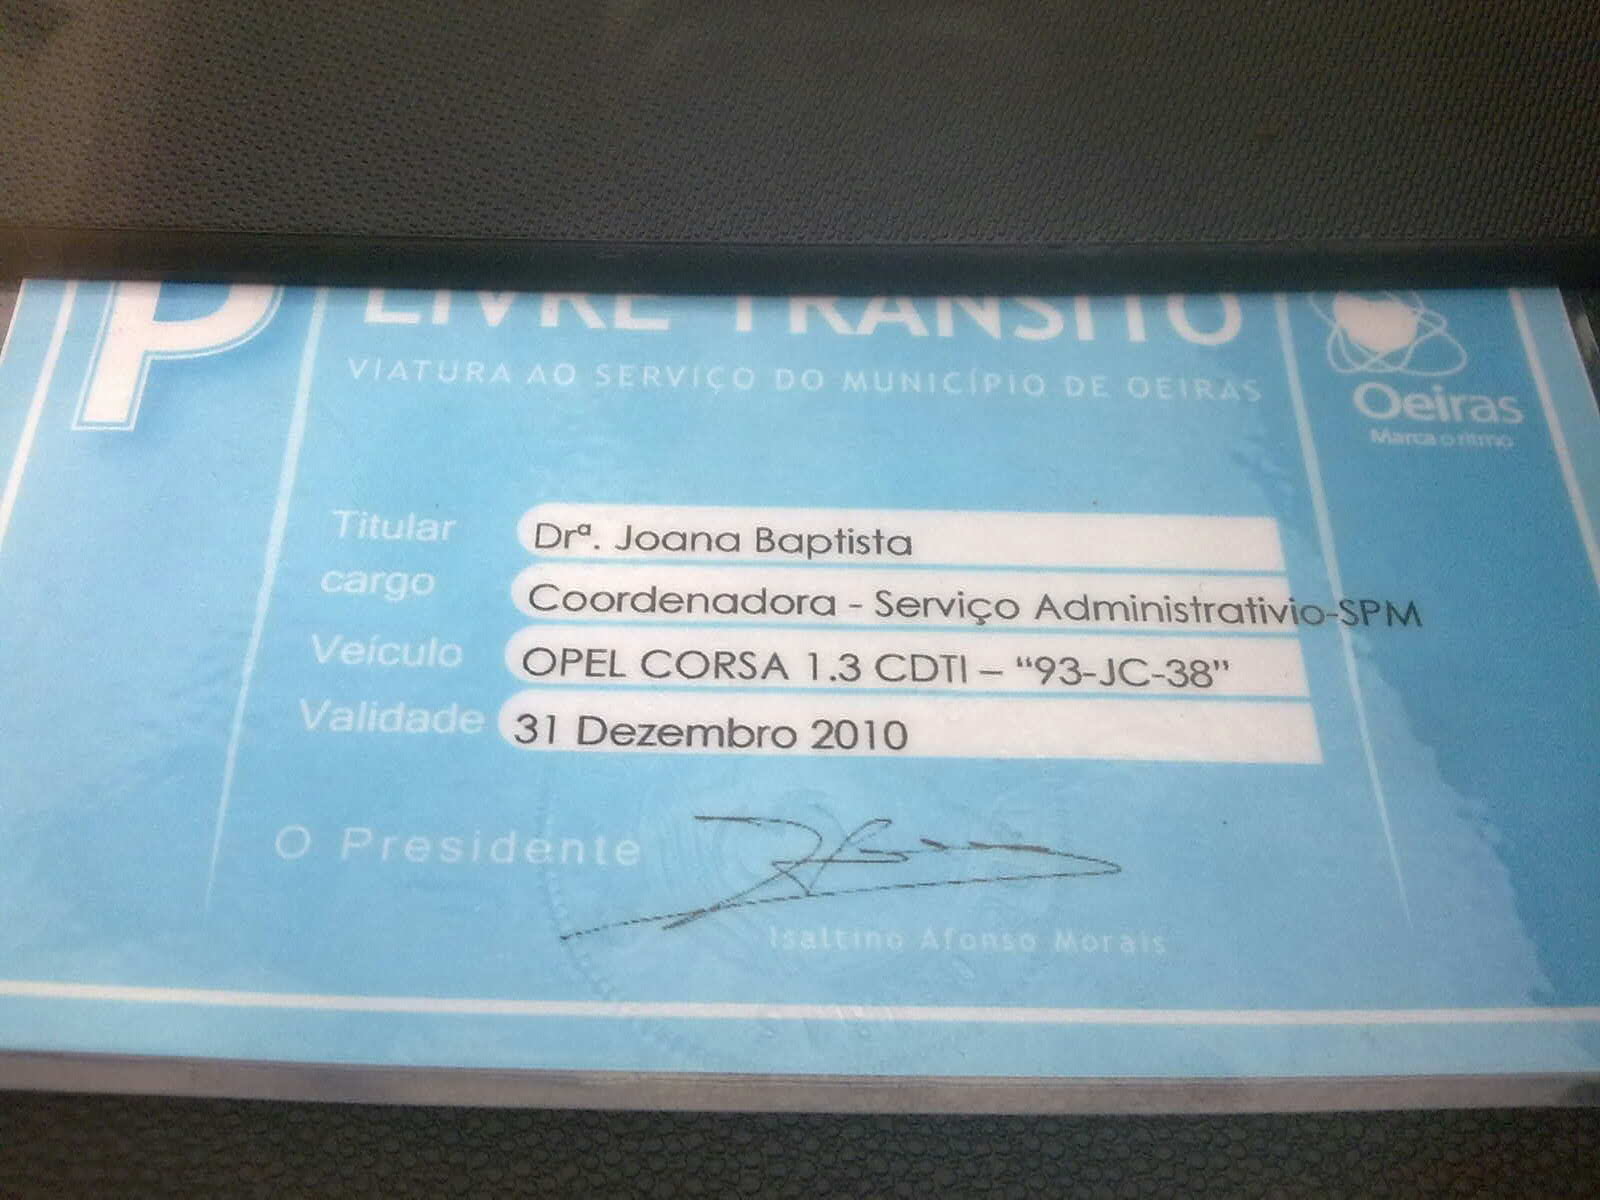 P
LIVRE TRÂNSITO
VIATURA AO SERVIÇO DO MUNICÍPIO DE OEIRAS
Oeiras
Marca o ritmo
Titular Drª. Joana Baptista
cargo Coordenadora - Serviço Administrativio-SPM
Veículo OPEL CORSA 1.3 CDTI – “93-JC-38”
Validade 31 Dezembro 2010
O Presidente
Isaltino Afonso Morais